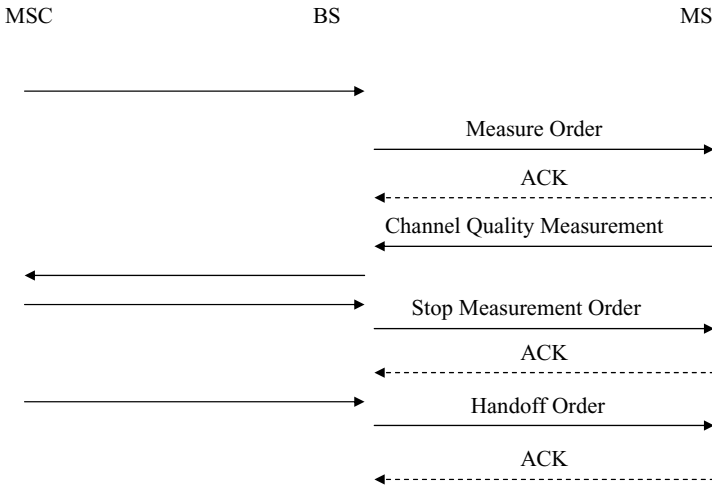 MSC
BS
MS
Measure Order
ACK
Channel Quality Measurement
Stop Measurement Order
ACK
Handoff Order
ACK